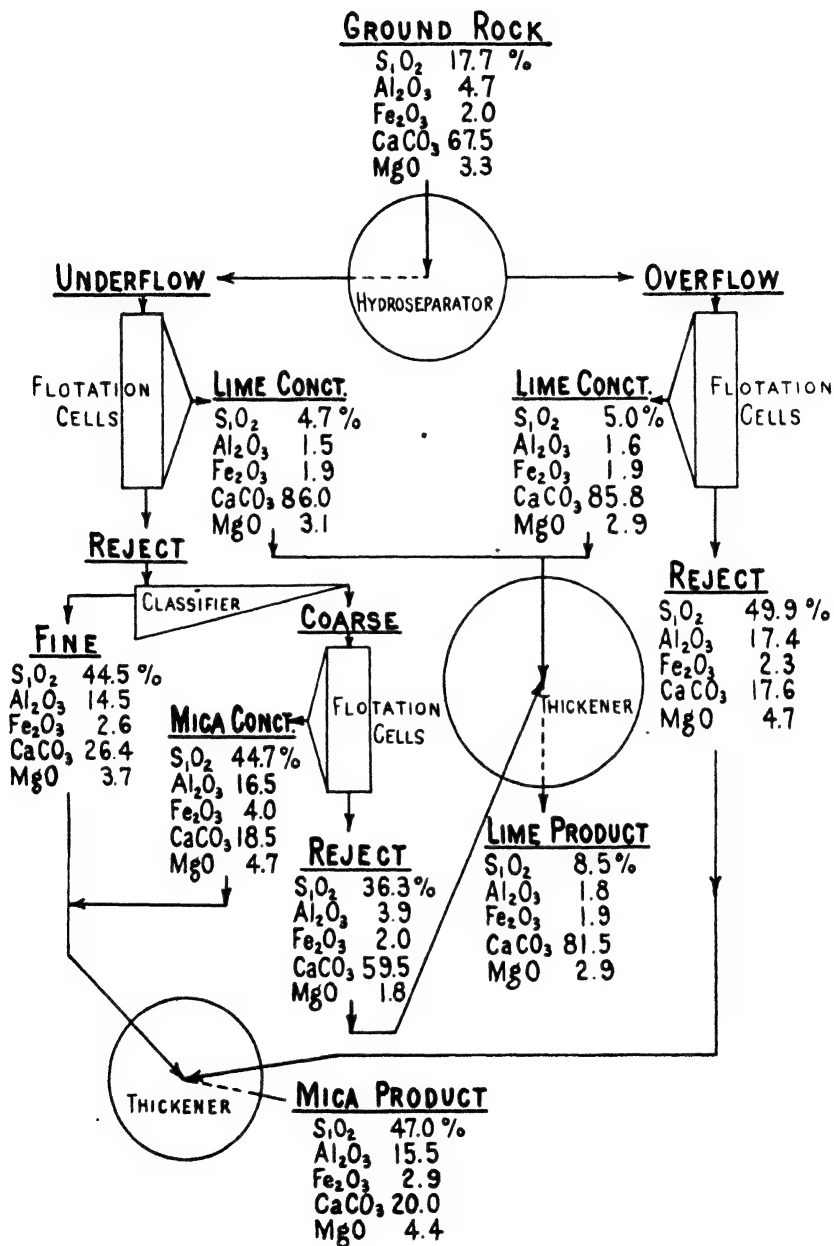 GROUND ROCK
SiO2 17.7 %
Al2O3 4.7
Fe2O3 2.0
CaCO3 67.5
MgO 3.3
HYDROSEPARATOR
UNDERFLOW
OVERFLOW
FLOTATION
CELLS
LIME CONCT.
SiO2 4.7 %
Al2O3 1.5
Fe2O3 1.9
CaCO3 86.0
MgO 3.1
LIME CONCT.
SiO2 5.0 %
Al2O3 1.6
Fe2O3 1.9
CaCO3 85.8
MgO 2.9
FLOTATION
CELLS
REJECT
CLASSIFIER
FINE
SiO2 44.5 %
Al2O3 14.5
Fe2O3 2.6
CaCO3 26.4
MgO 3.7
COARSE
FLOTATION
CELLS
MICA CONCT.
SiO2 44.7 %
Al2O3 16.5
Fe2O3 4.0
CaCO3 18.5
MgO 4.7
REJECT
SiO2 36.3 %
Al2O3 3.9
Fe2O3 2.0
CaCO3 59.5
MgO 1.8
THICKENER
LIME PRODUCT
SiO2 8.5 %
Al2O3 1.8
Fe2O3 1.9
CaCO3 81.5
MgO 2.9
REJECT
SiO2 49.9 %
Al2O3 17.4
Fe2O3 2.3
CaCO3 17.6
MgO 4.7
THICKENER
MICA PRODUCT
SiO2 47.0 %
Al2O3 15.5
Fe2O3 2.9
CaCO3 20.0
MgO 4.4